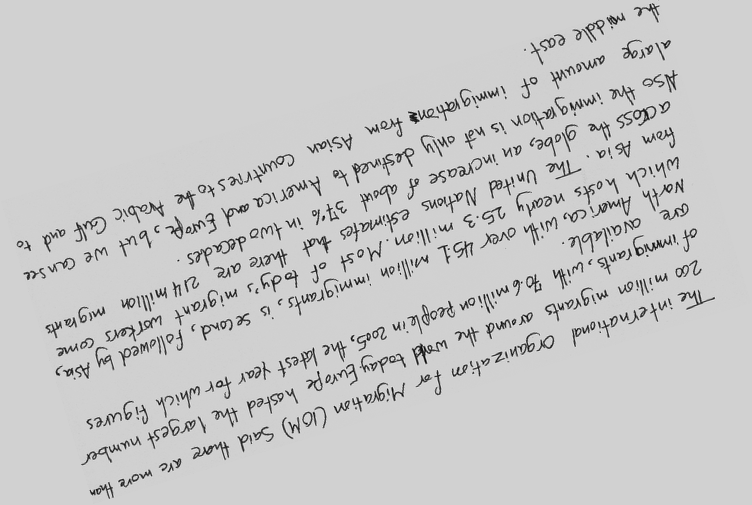 The international organization for Migration (IOM) said there are more than
200 million migrants around the world today Europe hosted the largest number
of immigrants, with, 70.6 million people in 2005, the latest year for which figures
are available.
North America, with over 45.1 million immigrants, is, second, followed by Asia,
which hosts nearly 25.3 million. Most of tody's migrant workers come
from Asia. The United Nations estimates that there are 214 million migrants
across the globe, an increase of about 37% in two decades.
Also the immigration is not only destined to America and Europe, but we can see
alarge amount of immigrations from Asian Countries to the Arabic Gulf and to
the middle east.